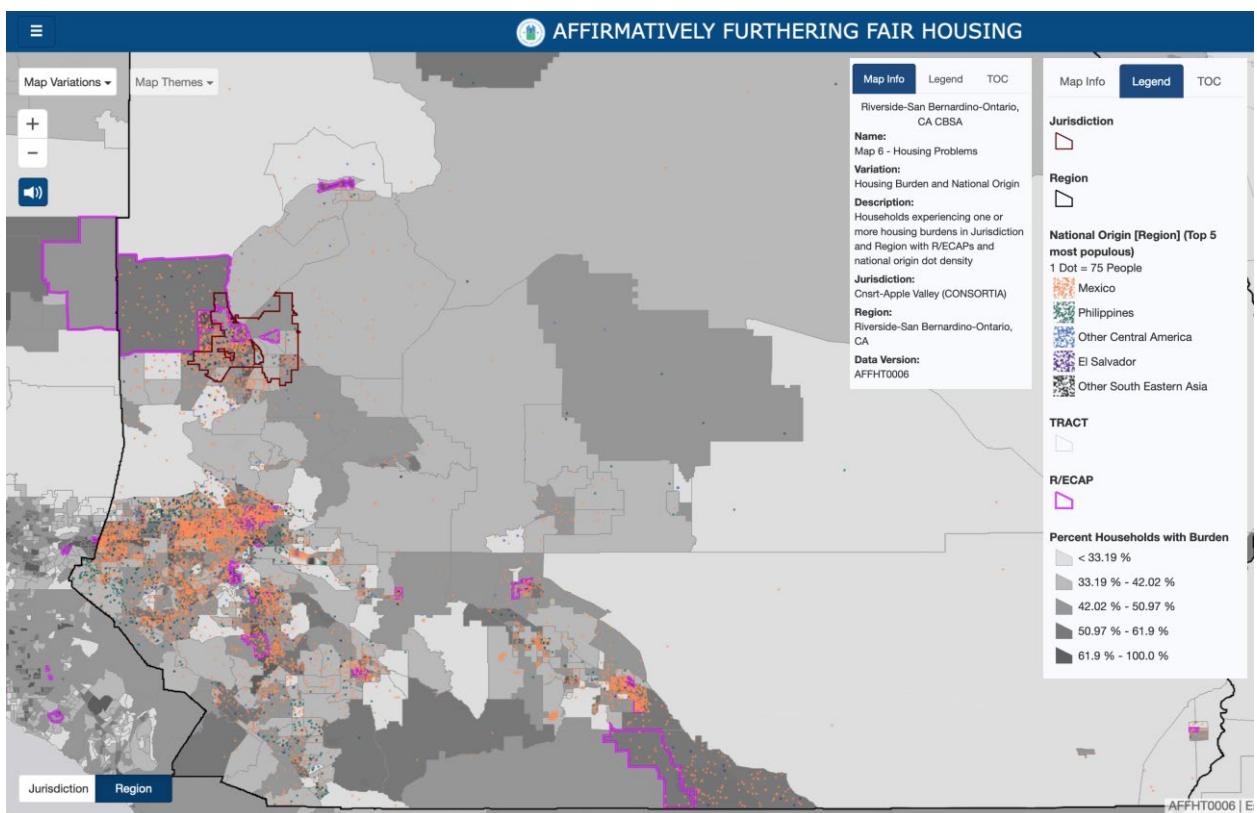 AFFIRMATIVELY FURTHERING FAIR HOUSING
Map Variations
Map Themes
+
−
Map Info Legend TOC
Riverside-San Bernardino-Ontario,
CA CBSA
Name:
Map 6 - Housing Problems
Variation:
Housing Burden and National Origin
Description:
Households experiencing one or
more housing burdens in Jurisdiction
and Region with R/ECAPs and
national origin dot density
Jurisdiction:
Cnsrt-Apple Valley (CONSORTIA)
Region:
Riverside-San Bernardino-Ontario,
CA
Data Version:
AFFHT0006
Map Info Legend TOC
Jurisdiction
Region
National Origin [Region] (Top 5
most populous)
1 Dot = 75 People
Mexico
Philippines
Other Central America
El Salvador
Other South Eastern Asia
TRACT
R/ECAP
Percent Households with Burden
< 33.19 %
33.19 % - 42.02 %
42.02 % - 50.97 %
50.97 % - 61.9 %
61.9 % - 100.0 %
Jurisdiction Region
AFFHT0006 | E